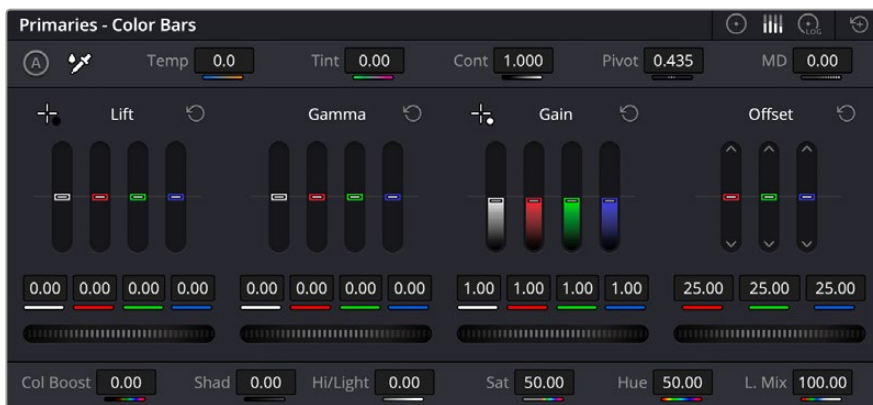 Primaries - Color Bars
LOG
A Temp 0.0 Tint 0.00 Cont 1.000 Pivot 0.435 MD 0.00
Lift Gamma Gain Offset
0.00 0.00 0.00 0.00 0.00 0.00 0.00 0.00 1.00 1.00 1.00 1.00 25.00 25.00 25.00
Col Boost 0.00 Shad 0.00 Hi/Light 0.00 Sat 50.00 Hue 50.00 L. Mix 100.00